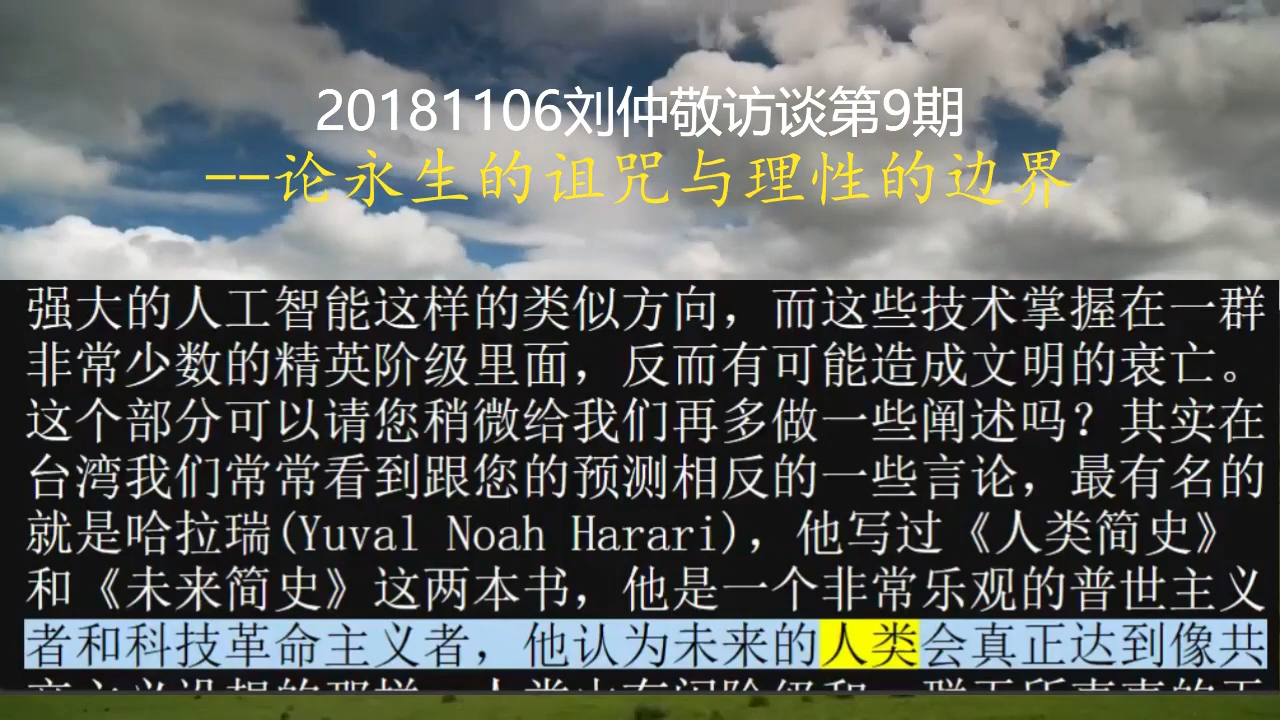 20181106刘仲敬访谈第9期
--论永生的诅咒与理性的边界
强大的人工智能这样的类似方向，而这些技术掌握在一群
非常少数的精英阶级里面，反而有可能造成文明的衰亡。
这个部分可以请您稍微给我们再多做一些阐述吗？其实在
台湾我们常常看到跟您的预测相反的一些言论，最有名的
就是哈拉瑞(Yuval Noah Harari)，他写过《人类简史》
和《未来简史》这两本书，他是一个非常乐观的普世主义
者和科技革命主义者，他认为未来的人类会真正达到像共